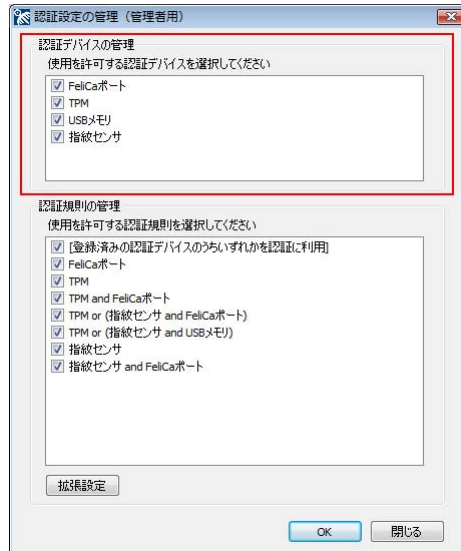 認証設定の管理（管理者用）
認証デバイスの管理
使用を許可する認証デバイスを選択してください
FeliCaポート
TPM
USBメモリ
指紋センサ
認証規則の管理
使用を許可する認証規則を選択してください
[登録済みの認証デバイスのうちいずれかを認証に利用]
FeliCaポート
TPM
TPM and FeliCaポート
TPM or (指紋センサ and FeliCaポート)
TPM or (指紋センサ and USBメモリ)
指紋センサ
指紋センサ and FeliCaポート
拡張設定
OK 閉じる